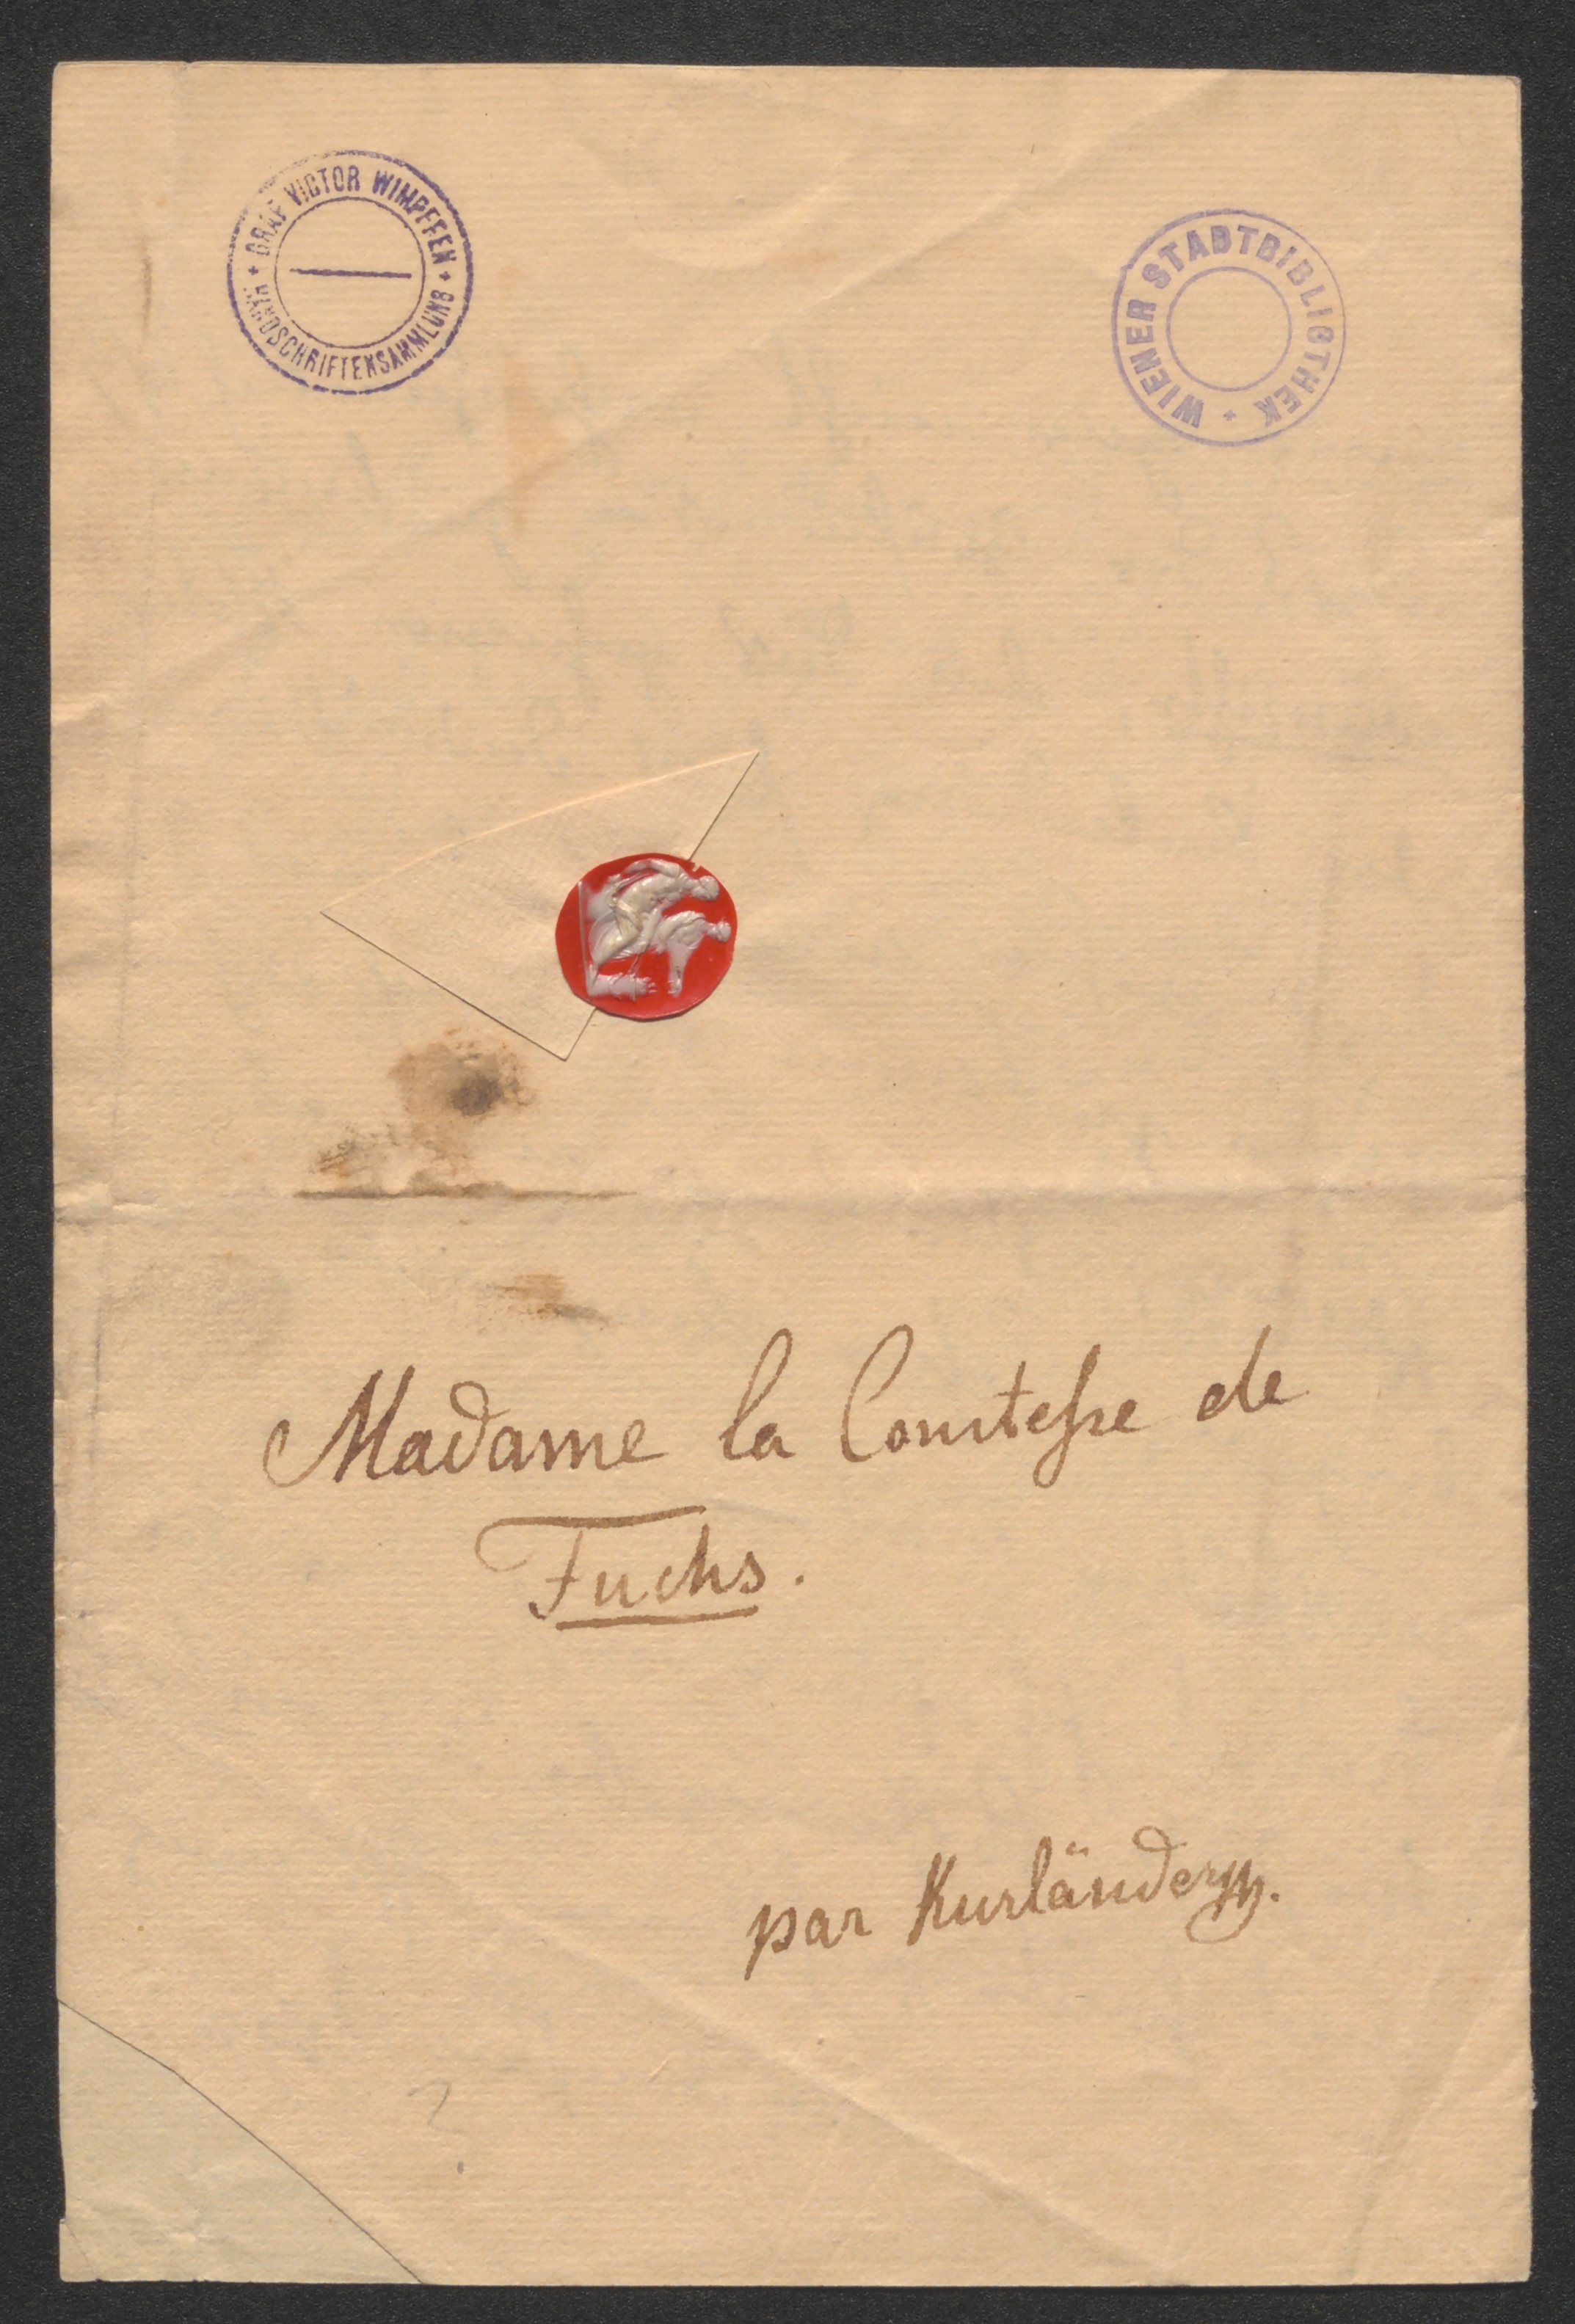 GRAF VICTOR WIMPFFEN
HANDSCHRIFTENSAMMLUNG
WIENER STADTBIBLIOTHEK
Madame la Comteſse de
Fuchs.
par Kurländer
?